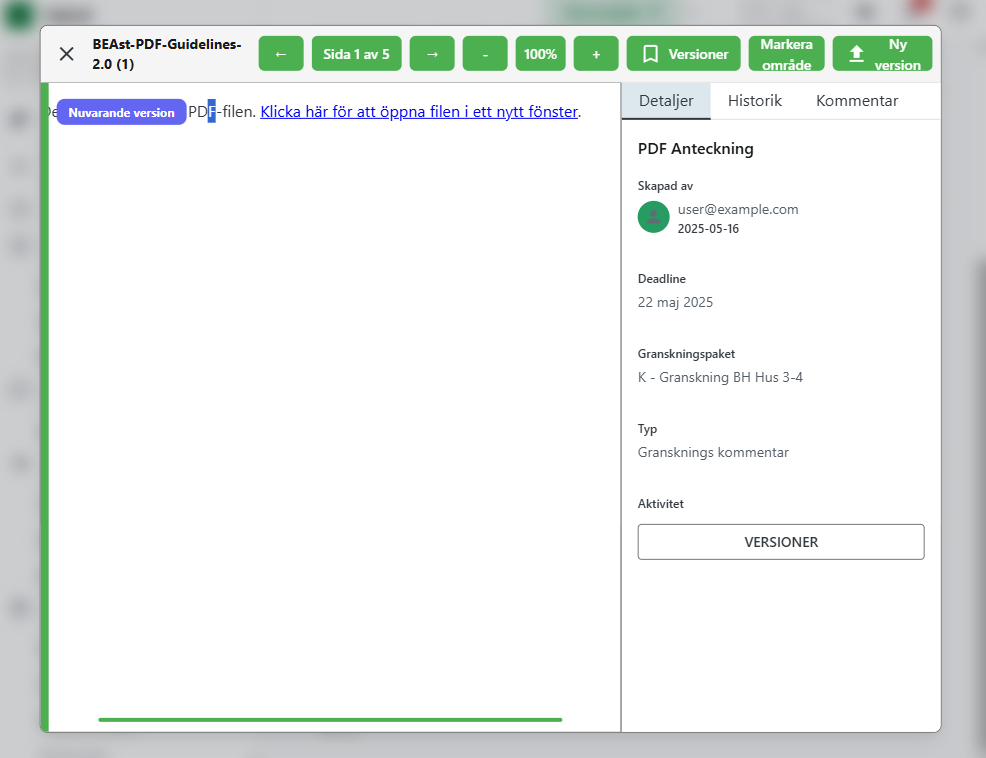 BEAst-PDF-Guidelines-
2.0 (1)
←
Sida 1 av 5
→
-
100%
+
Versioner
Markera
område
Ny
version
Nuvarande version
PDF-filen. Klicka här för att öppna filen i ett nytt fönster.
Detaljer
Historik
Kommentar
PDF Anteckning
Skapad av
user@example.com
2025-05-16
Deadline
22 maj 2025
Granskningspaket
K - Granskning BH Hus 3-4
Typ
Gransknings kommentar
Aktivitet
VERSIONER